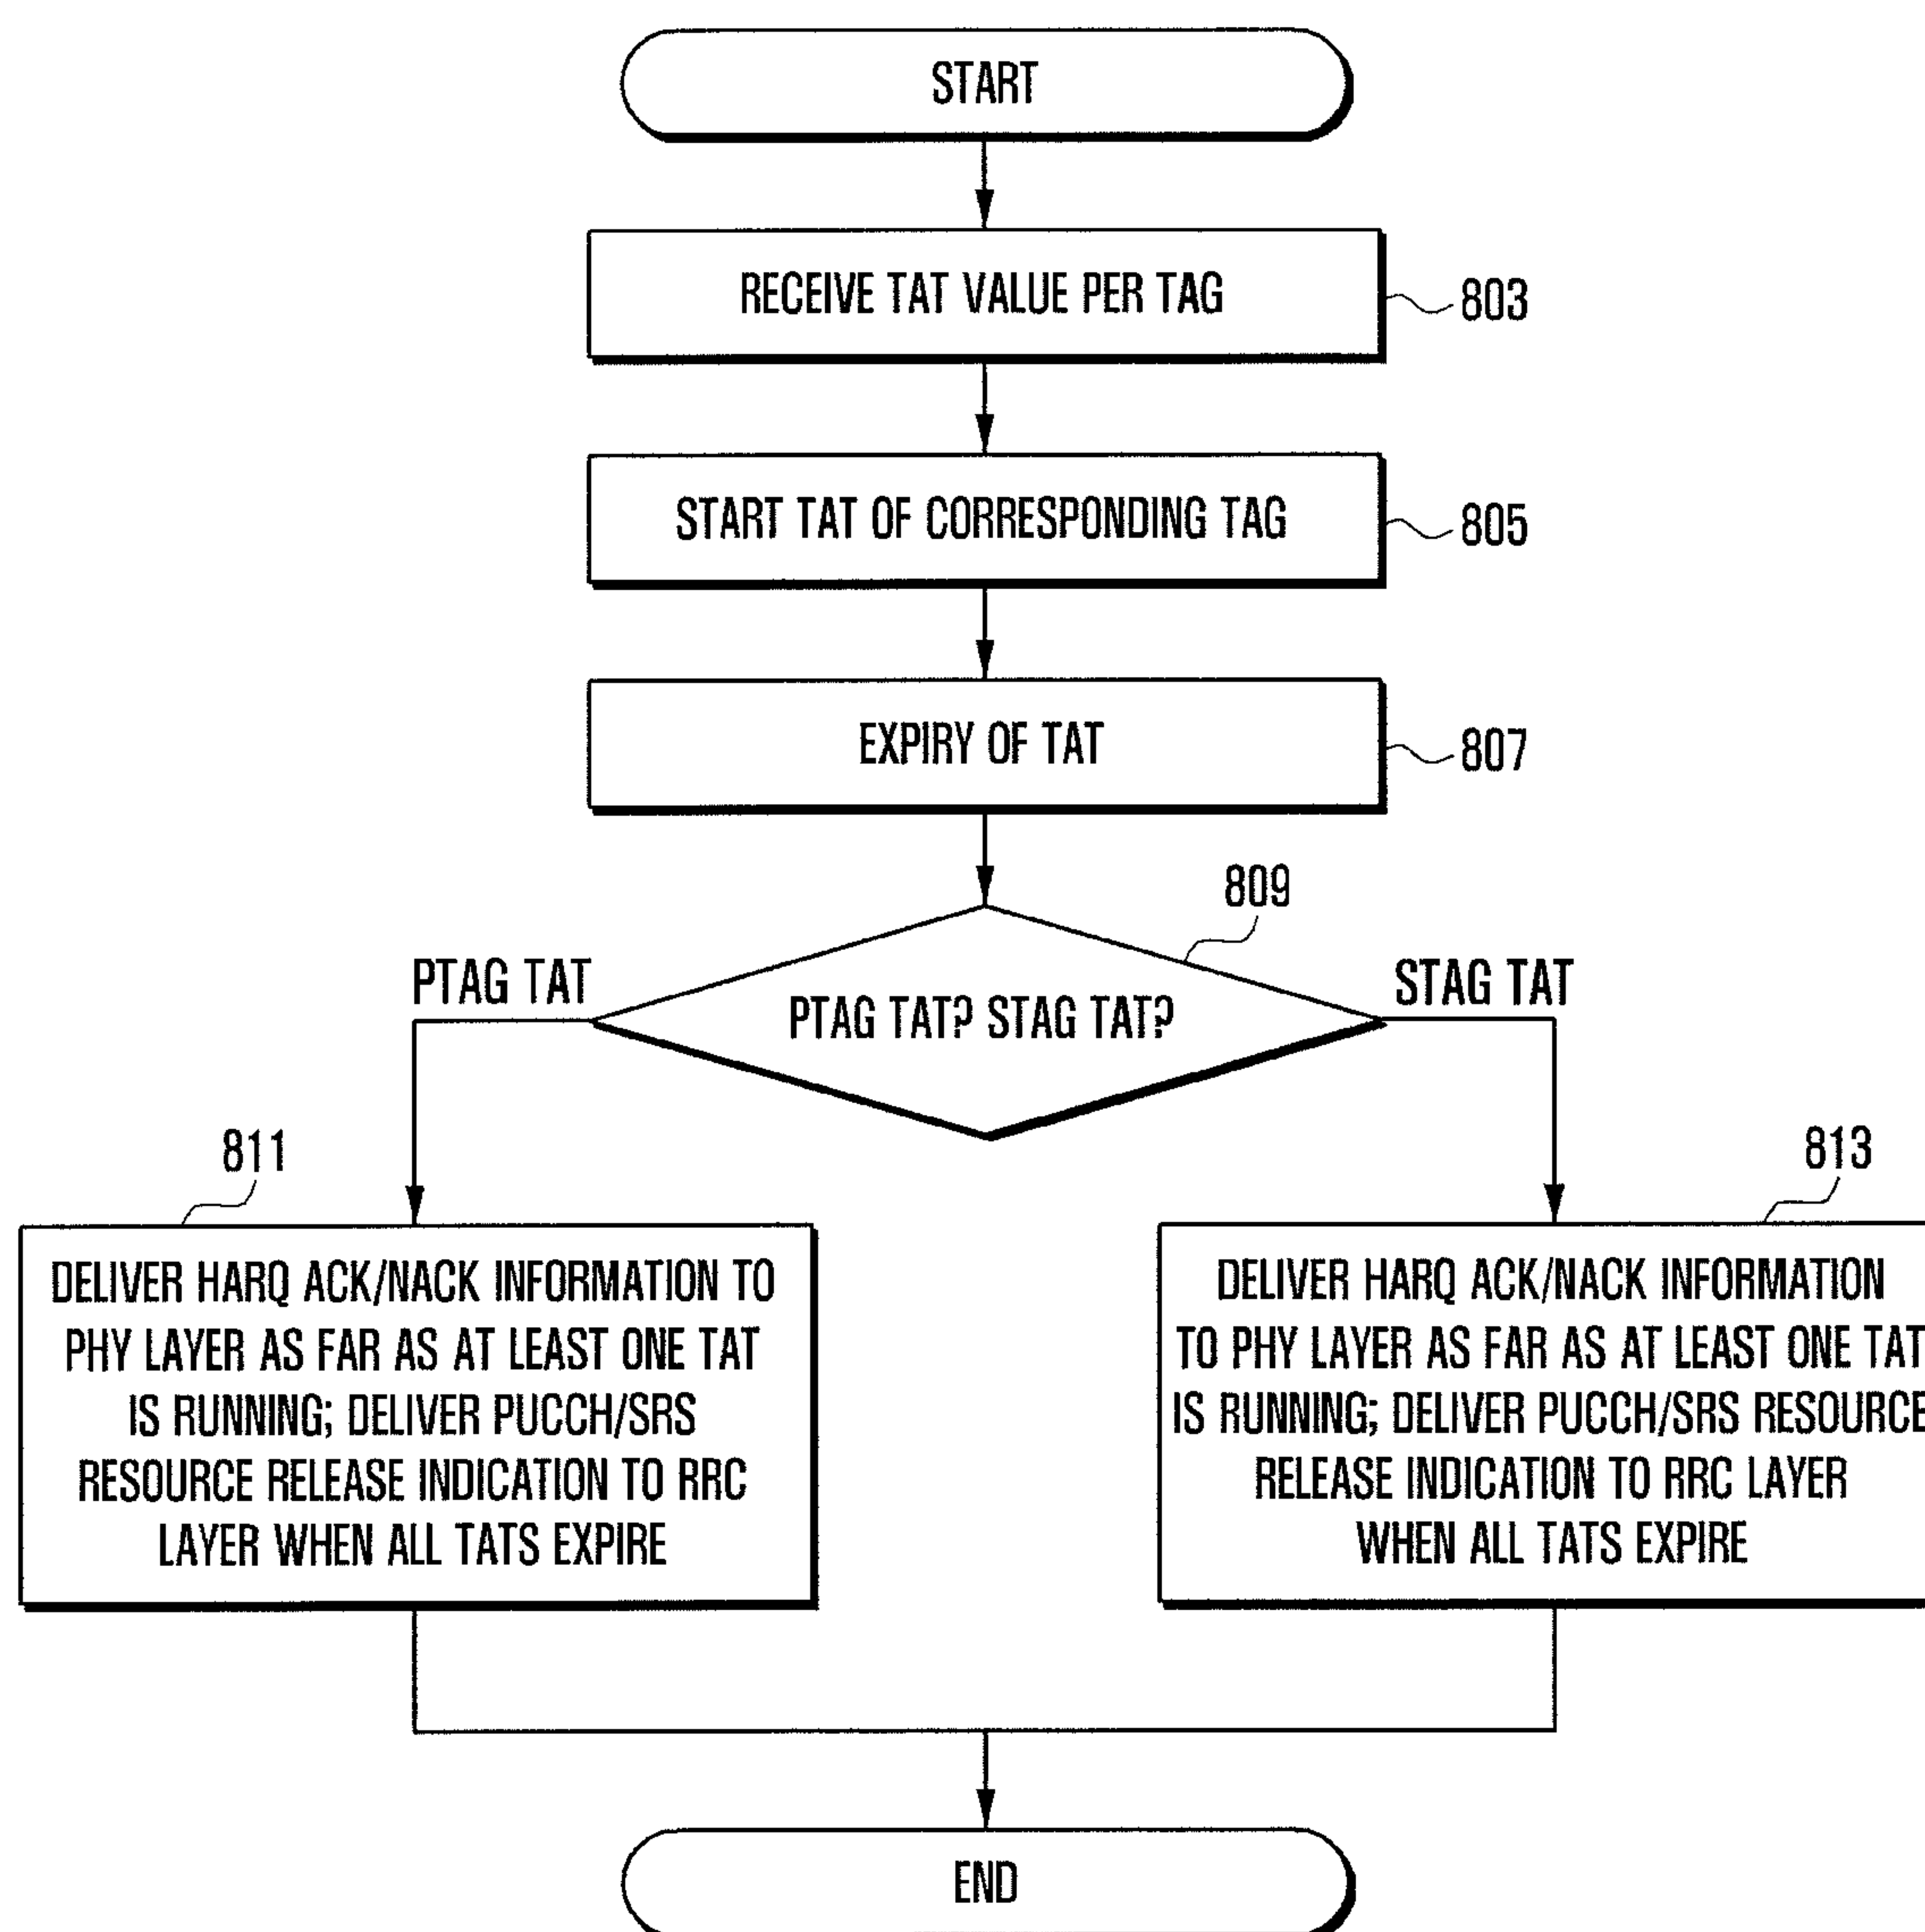 START
RECEIVE TAT VALUE PER TAG
803
START TAT OF CORRESPONDING TAG
805
EXPIRY OF TAT
807
809
PTAG TAT
PTAG TAT? STAG TAT?
STAG TAT
811
DELIVER HARQ ACK/NACK INFORMATION TO
PHY LAYER AS FAR AS AT LEAST ONE TAT
IS RUNNING; DELIVER PUCCH/SRS
RESOURCE RELEASE INDICATION TO RRC
LAYER WHEN ALL TATS EXPIRE
813
DELIVER HARQ ACK/NACK INFORMATION
TO PHY LAYER AS FAR AS AT LEAST ONE TAT
IS RUNNING; DELIVER PUCCH/SRS RESOURCE
RELEASE INDICATION TO RRC LAYER
WHEN ALL TATS EXPIRE
END